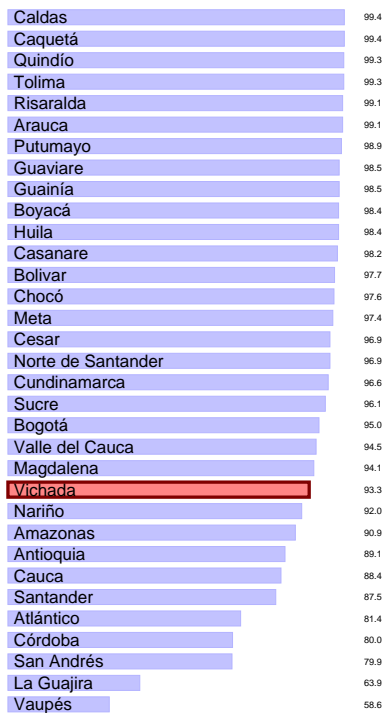 Caldas 99.4
Caquetá 99.4
Quindío 99.3
Tolima 99.3
Risaralda 99.1
Arauca 99.1
Putumayo 98.9
Guaviare 98.5
Guainía 98.5
Boyacá 98.4
Huila 98.4
Casanare 98.2
Bolivar 97.7
Chocó 97.6
Meta 97.4
Cesar 96.9
Norte de Santander 96.9
Cundinamarca 96.6
Sucre 96.1
Bogotá 95.0
Valle del Cauca 94.5
Magdalena 94.1
Vichada 93.3
Nariño 92.0
Amazonas 90.9
Antioquia 89.1
Cauca 88.4
Santander 87.5
Atlántico 81.4
Córdoba 80.0
San Andrés 79.9
La Guajira 63.9
Vaupés 58.6